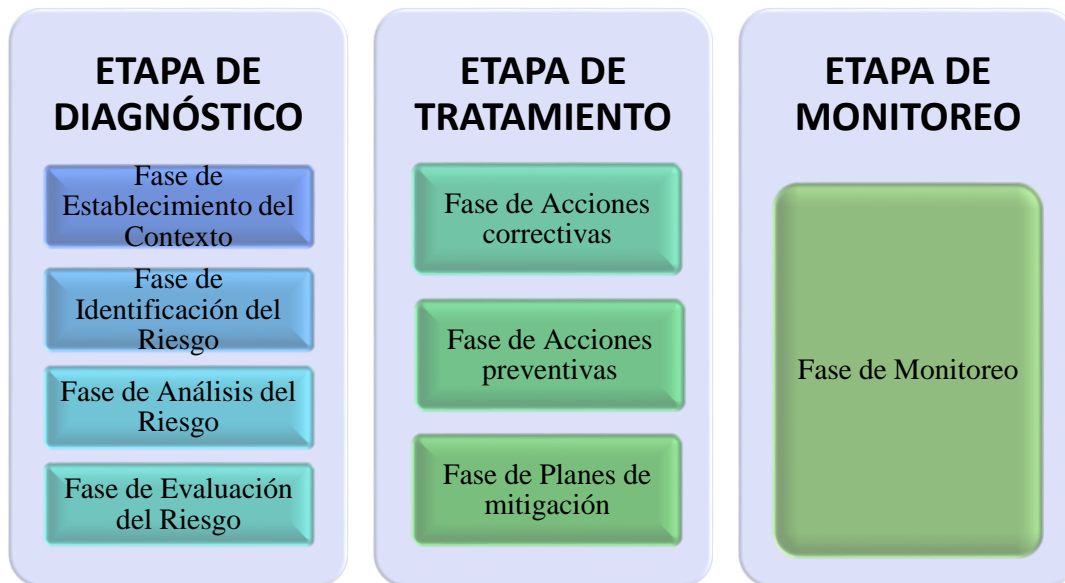 ETAPA DE
DIAGNÓSTICO
Fase de
Establecimiento del
Contexto
Fase de
Identificación del
Riesgo
Fase de Análisis del
Riesgo
Fase de Evaluación
del Riesgo
ETAPA DE
TRATAMIENTO
Fase de Acciones
correctivas
Fase de Acciones
preventivas
Fase de Planes de
mitigación
ETAPA DE
MONITOREO
Fase de Monitoreo